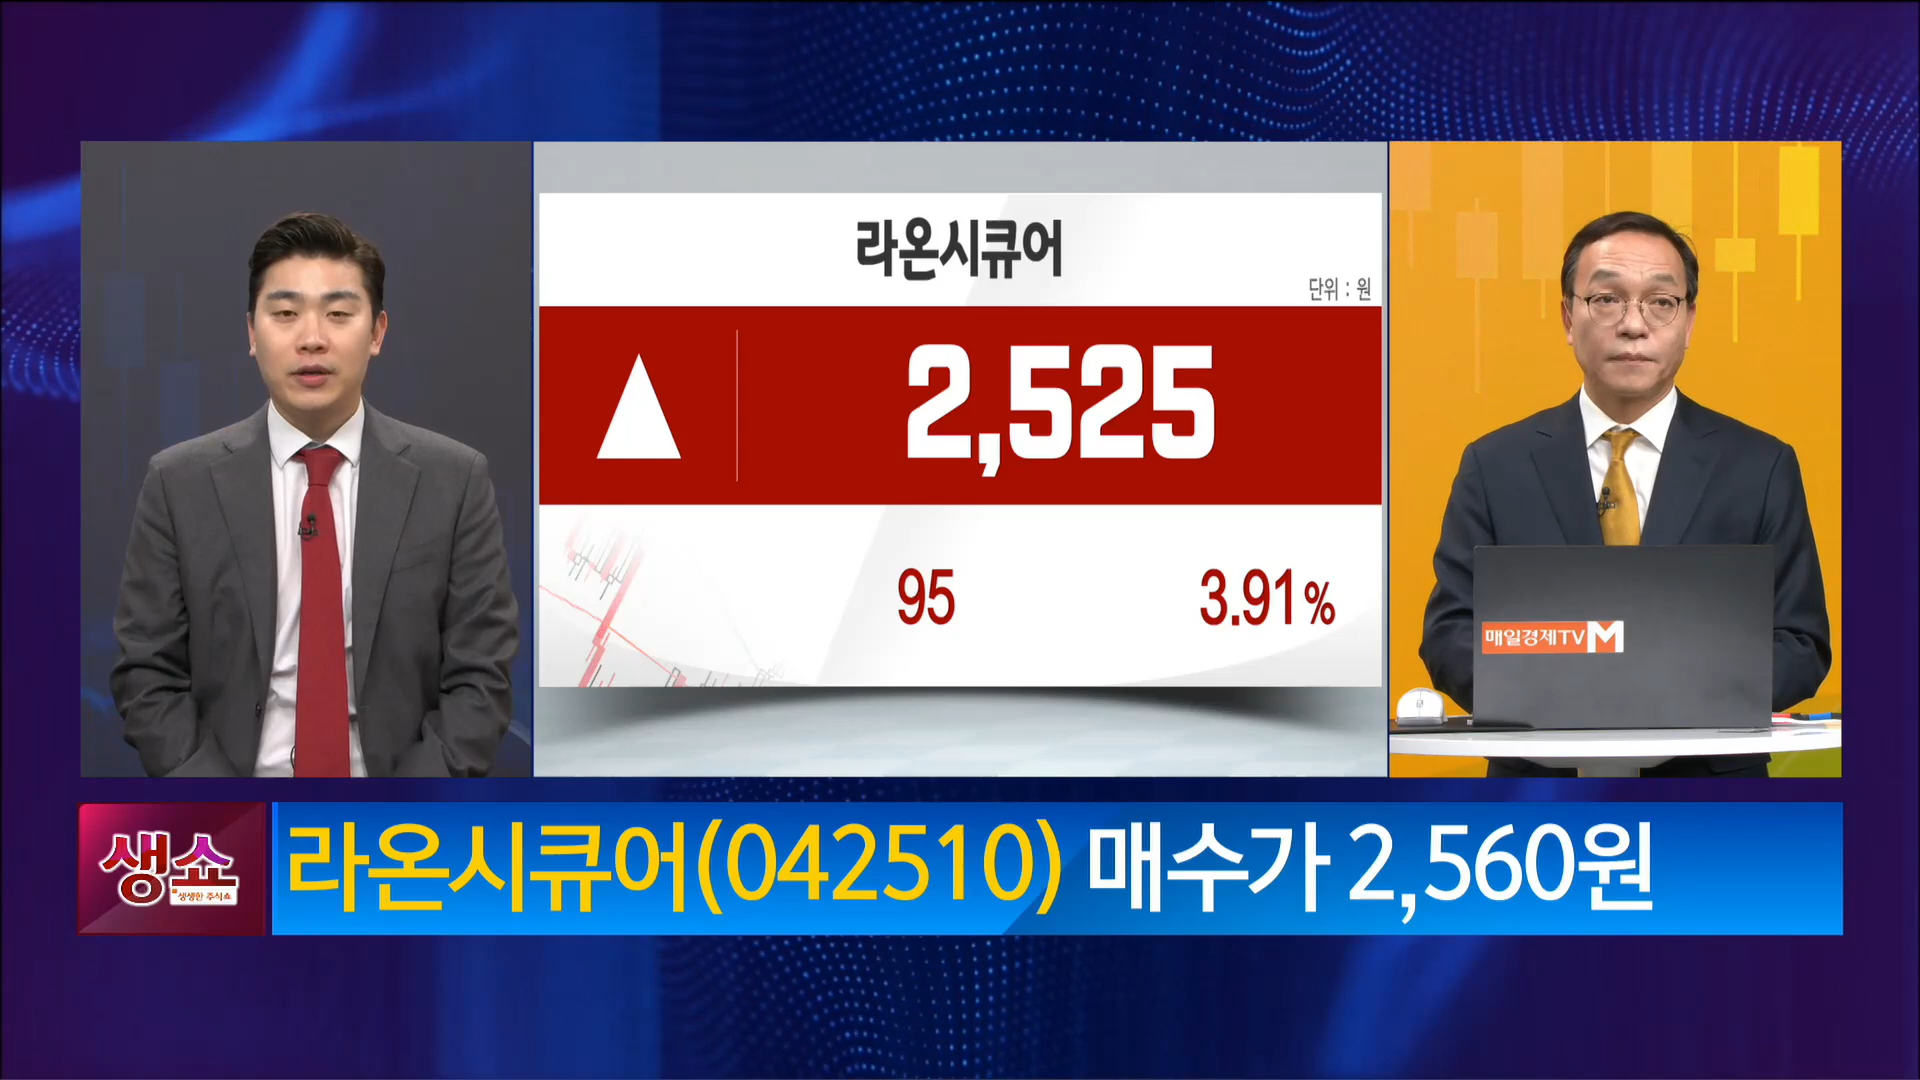 라온시큐어
단위 : 원
▲ 2,525
95 3.91%
매일경제TV M
생쇼
생생한 주식쇼
라온시큐어(042510) 매수가 2,560원